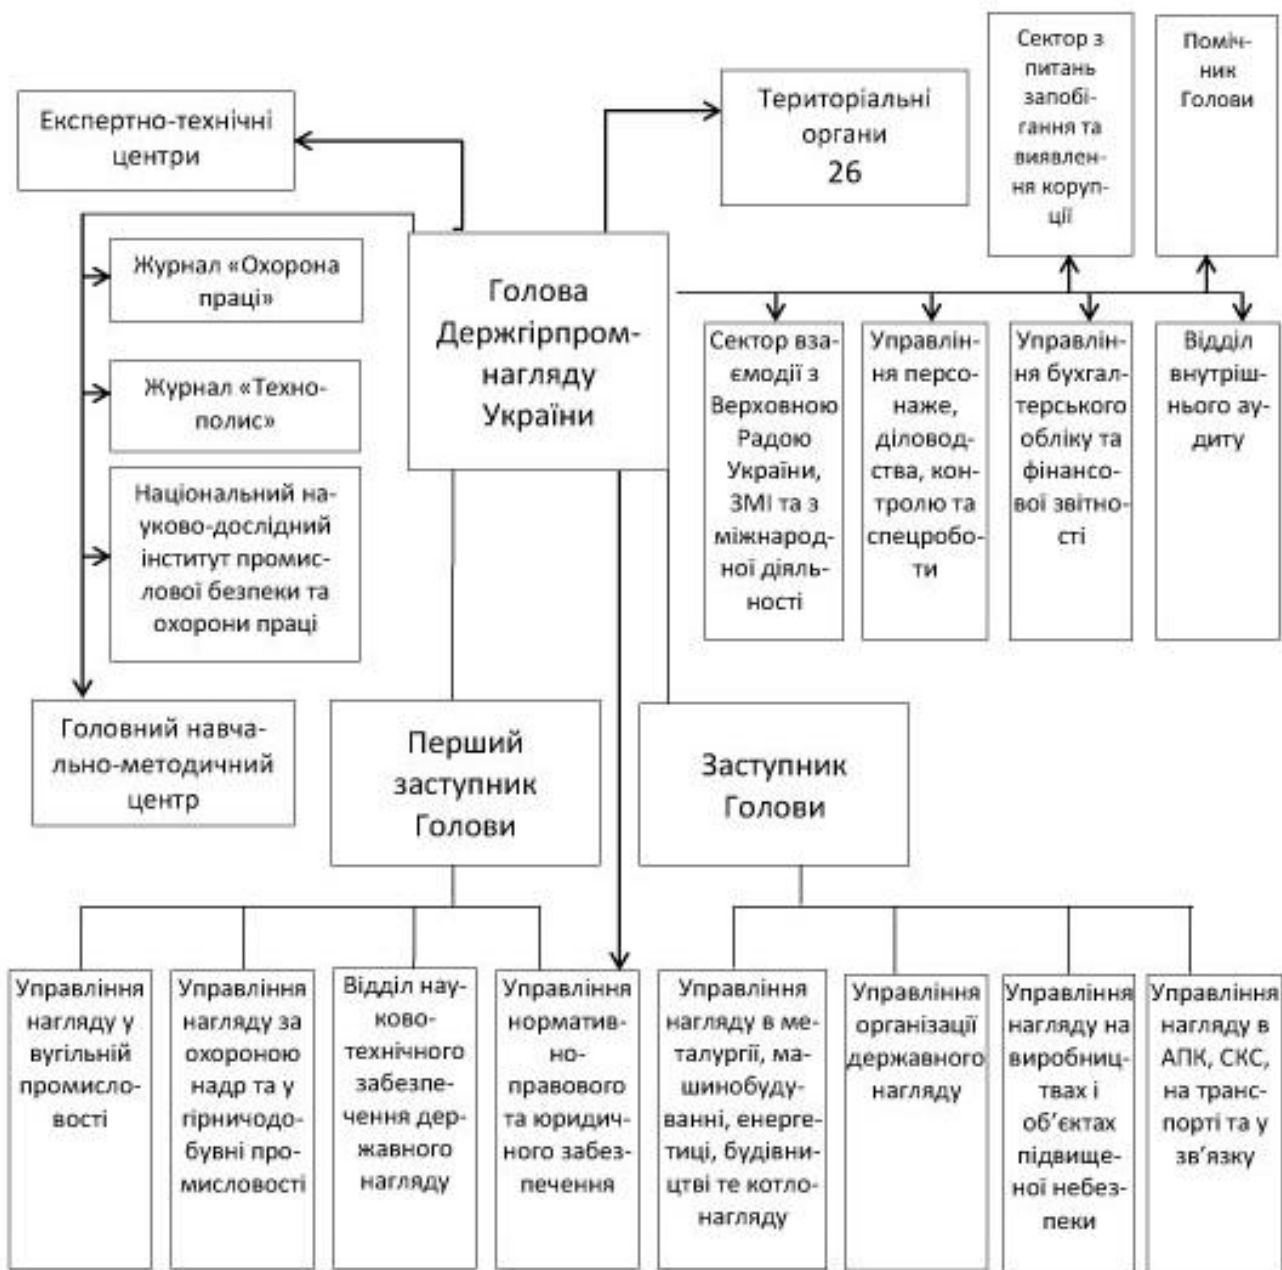 Сектор з
питань
запобі-
гання та
виявлен-
ня коруп-
ції
Поміч-
ник
Голови
Територіальні
органи
26
Експертно-технічні
центри
Журнал «Охорона
праці»
Журнал «Техно-
полис»
Національний на-
уково-дослідний
інститут промис-
лової безпеки та
охорони праці
Головний навча-
льно-методичний
центр
Голова
Держгірпром-
нагляду
України
Сектор вза-
ємодії з
Верховною
Радою
України,
ЗМІ та з
міжнарод-
ної діяль-
ності
Управлін-
ня персо-
наже,
діловод-
ства, кон-
тролю та
спецробо-
ти
Управлін-
ня бухгал-
терського
обліку та
фінансо-
вої звітно-
сті
Відділ
внутріш-
нього ау-
диту
Перший
заступник
Голови
Заступник
Голови
Управління
нагляду у
вугільній
промисло-
вості
Управління
нагляду за
охороною
надр та у
гірничодо-
бувні про-
мисловості
Відділ нау-
ково-
технічного
забезпе-
чення дер-
жавного
нагляду
Управління
норматив-
но-
правового
та юридич-
ного забез-
печення
Управління
нагляду в ме-
талургії, ма-
шинобуду-
ванні, енерге-
тиці, будівни-
цтві те котло-
нагляду
Управління
організації
державного
нагляду
Управління
нагляду на
виробницт-
твах і
об’єктах
підвище-
ної небез-
пеки
Управління
нагляду в
АПК, СКС,
на транс-
порті та у
зв’язку